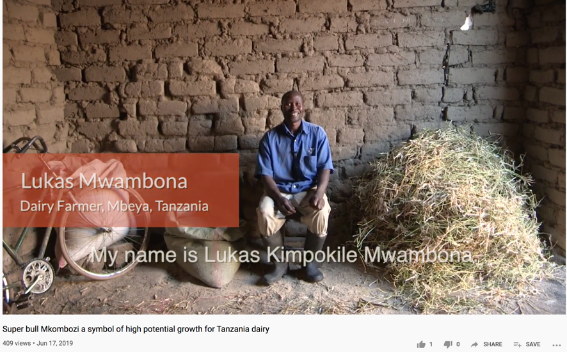 Lukas Mwambona
Dairy Farmer, Mbeya, Tanzania
My name is Lukas Kimpokile Mwambona,
Super bull Mkombozi a symbol of high potential growth for Tanzania dairy
409 views • Jun 17, 2019
1
0
SHARE
SAVE